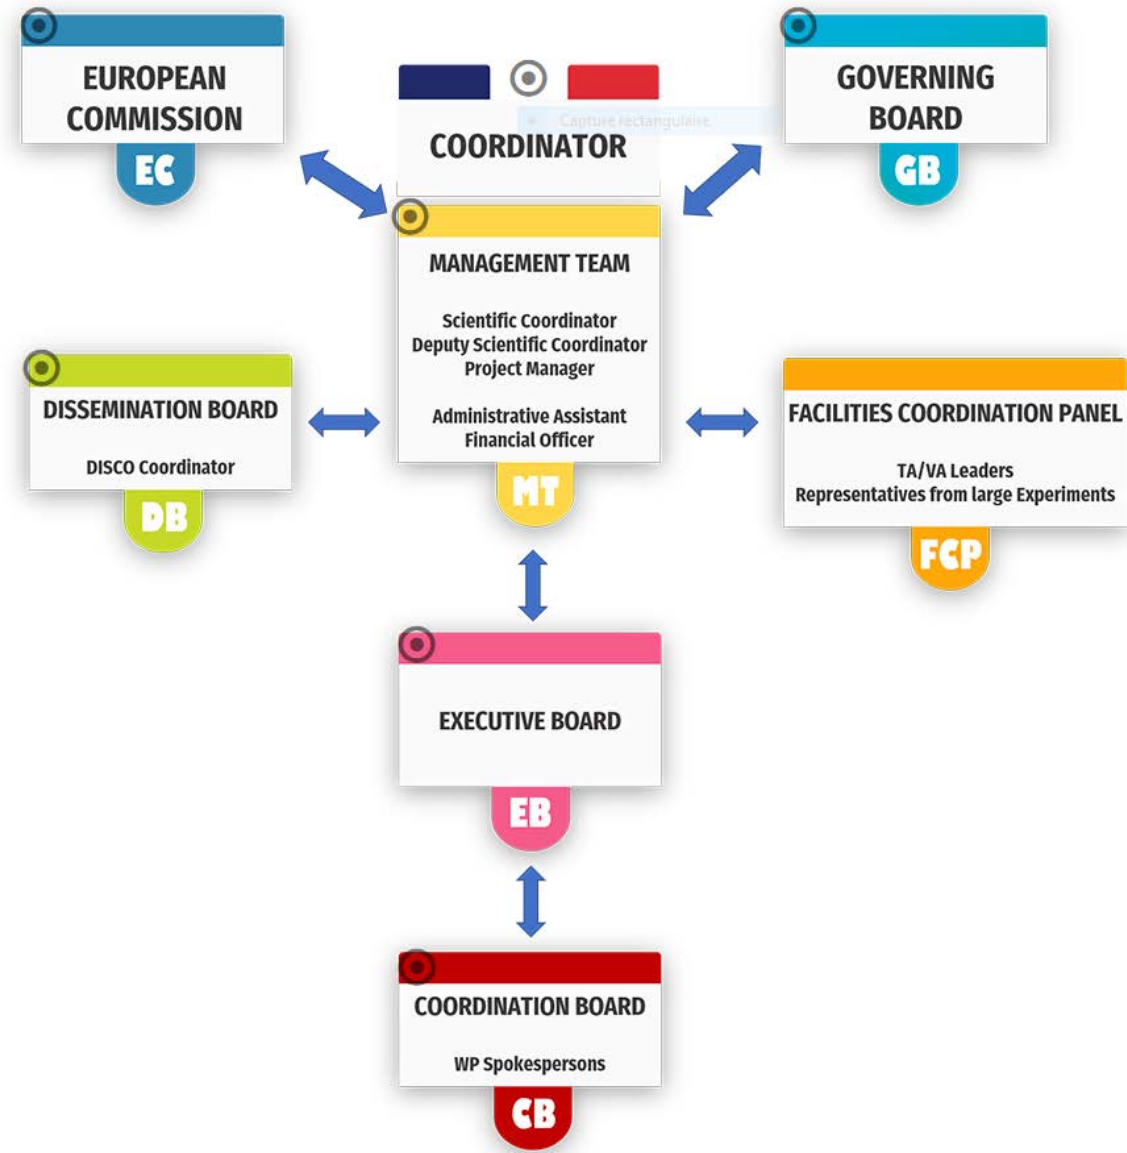 EUROPEAN
COMMISSION
EC
Capture rectangulaire
COORDINATOR
GOVERNING
BOARD
GB
MANAGEMENT TEAM
Scientific Coordinator
Deputy Scientific Coordinator
Project Manager
Administrative Assistant
Financial Officer
MT
DISSEMINATION BOARD
DISCO Coordinator
DB
FACILITIES COORDINATION PANEL
TA/VA Leaders
Representatives from large Experiments
FCP
EXECUTIVE BOARD
EB
COORDINATION BOARD
WP Spokespersons
CB